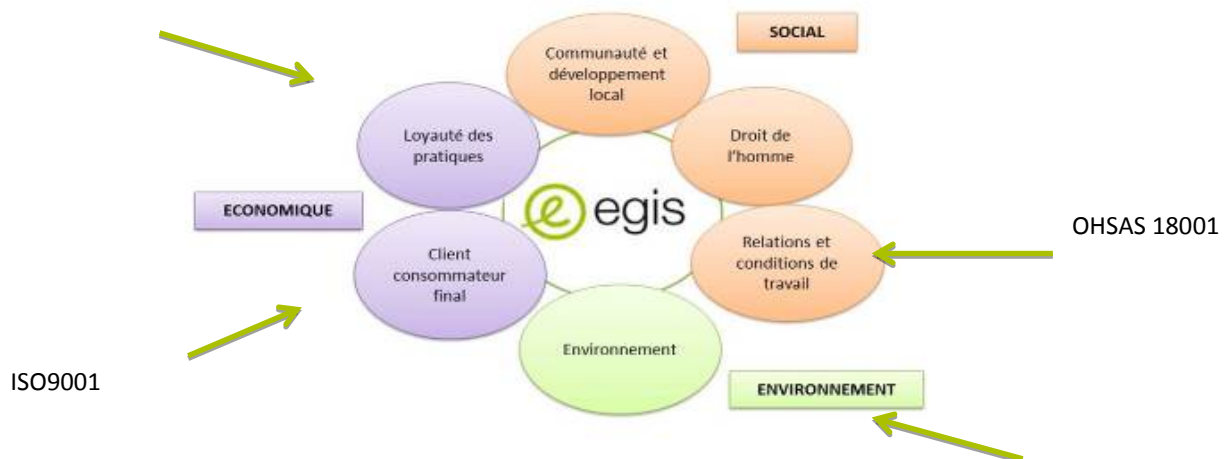 SOCIAL
Communauté et
développement
local
Loyauté des
pratiques
Droit de
l'homme
ECONOMIQUE
egis
OHSAS 18001
Client
consommateur
final
Relations et
conditions de
travail
Environnement
ISO9001
ENVIRONNEMENT